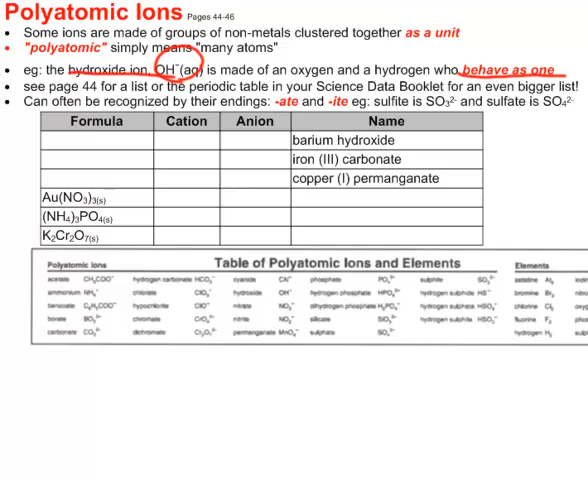 Polyatomic Ions Pages 44-46
• Some ions are made of groups of non-metals clustered together as a unit
• "polyatomic" simply means "many atoms"
• eg: the hydroxide ion, OH⁻(aq) is made of an oxygen and a hydrogen who behave as one
• see page 44 for a list or the periodic table in your Science Data Booklet for an even bigger list!
• Can often be recognized by their endings: -ate and -ite eg: sulfite is SO₃²⁻ and sulfate is SO₄²⁻
Formula Cation Anion Name
barium hydroxide
iron (III) carbonate
copper (I) permanganate
Au(NO₃)₃₍ₛ₎
(NH₄)₃PO₄₍ₛ₎
K₂Cr₂O₇₍ₛ₎
Table of Polyatomic Ions and Elements
Polyatomic ions Elements
acetate CH₃COO⁻ hydrogen carbonate HCO₃⁻ cyanide CN⁻ phosphate PO₄³⁻ sulphite SO₃²⁻ astatine At₂
ammonium NH₄⁺ chlorate ClO₃⁻ hydroxide OH⁻ hydrogen phosphate HPO₄²⁻ hydrogen sulphide HS⁻ bromine Br₂
benzoate C₆H₅COO⁻ hypochlorite ClO⁻ nitrate NO₃⁻ dihydrogen phosphate H₂PO₄⁻ hydrogen sulphate HSO₄⁻ chlorine Cl₂
borate BO₃³⁻ chromate CrO₄²⁻ nitrite NO₂⁻ silicate SiO₃²⁻ hydrogen sulphite HSO₃⁻ fluorine F₂
carbonate CO₃²⁻ dichromate Cr₂O₇²⁻ permanganate MnO₄⁻ sulphate SO₄²⁻ hydrogen H₂